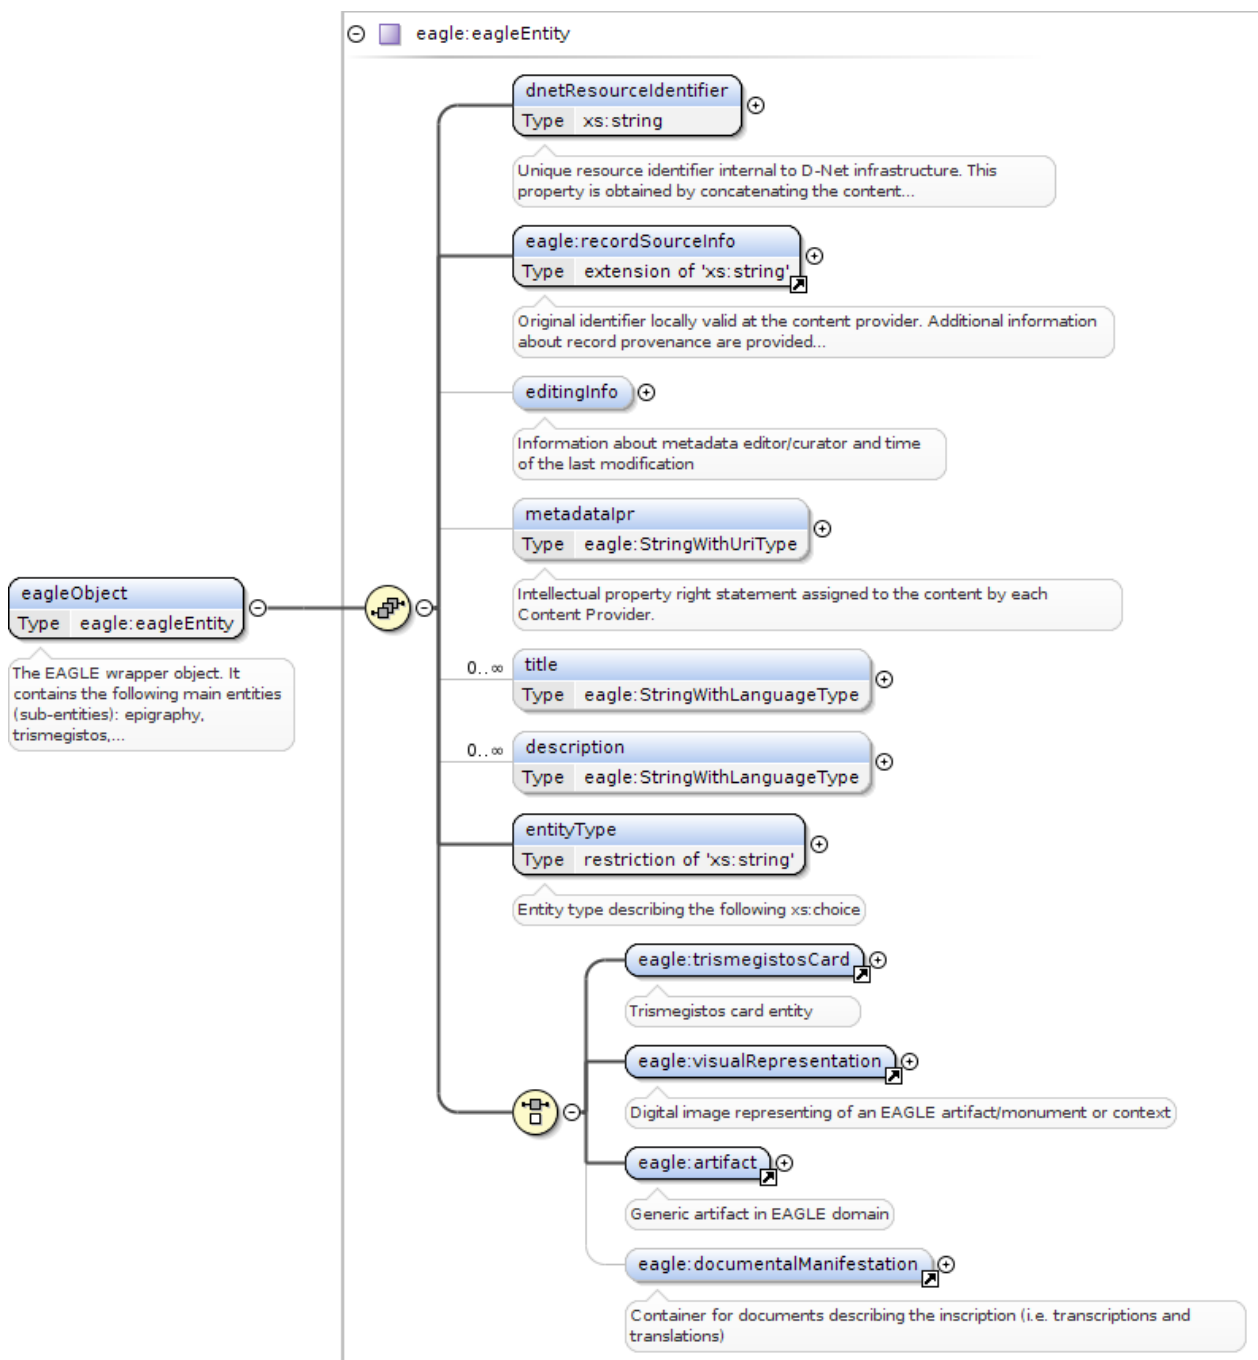 eagle:eagleEntity
dnetResourceIdentifier
Type xs:string
Unique resource identifier internal to D-Net infrastructure. This
property is obtained by concatenating the content...
eagle:recordSourceInfo
Type extension of 'xs:string'
Original identifier locally valid at the content provider. Additional information
about record provenance are provided...
editingInfo
Information about metadata editor/curator and time
of the last modification
metadataIpr
Type eagle:StringWithUriType
Intellectual property right statement assigned to the content by each
Content Provider.
eagleObject
Type eagle:eagleEntity
The EAGLE wrapper object. It
contains the following main entities
(sub-entities): epigraphy,
trismegistos,...
0..∞ title
Type eagle:StringWithLanguageType
0..∞ description
Type eagle:StringWithLanguageType
entityType
Type restriction of 'xs:string'
Entity type describing the following xs:choice
eagle:trismegistosCard
Trismegistos card entity
eagle:visualRepresentation
Digital image representing of an EAGLE artifact/monument or context
eagle:artifact
Generic artifact in EAGLE domain
eagle:documentalManifestation
Container for documents describing the inscription (i.e. transcriptions and
translations)